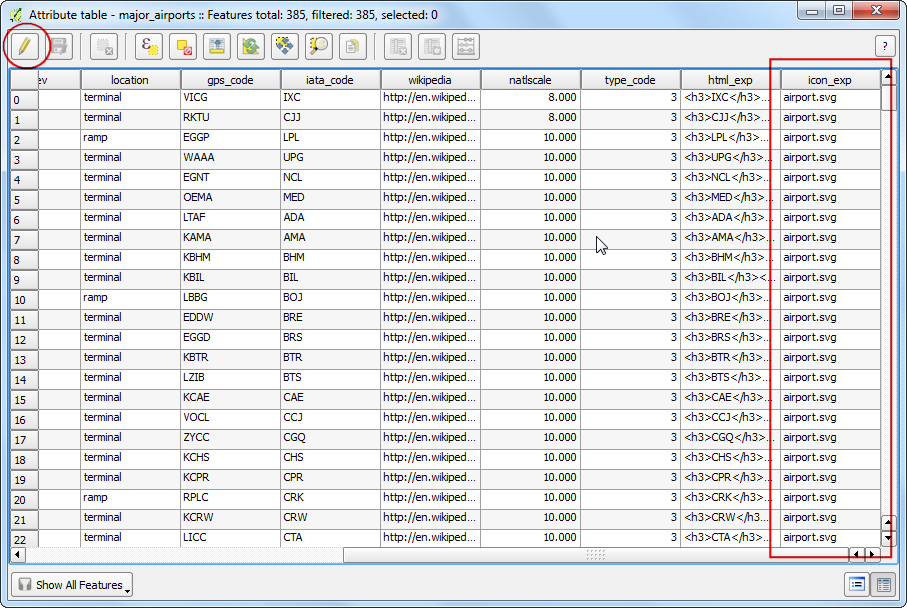 Attribute table - major_airports :: Features total: 385, filtered: 385, selected: 0
?
ev location gps_code iata_code wikipedia natlscale type_code html_exp icon_exp
0 terminal VICG IXC http://en.wikiped... 8.000 3 <h3>IXC</h3>... airport.svg
1 terminal RKTU CJJ http://en.wikiped... 8.000 3 <h3>CJJ</h3>... airport.svg
2 ramp EGGP LPL http://en.wikiped... 10.000 3 <h3>LPL</h3>... airport.svg
3 terminal WAAA UPG http://en.wikiped... 10.000 3 <h3>UPG</h3>... airport.svg
4 terminal EGNT NCL http://en.wikiped... 10.000 3 <h3>NCL</h3>... airport.svg
5 terminal OEMA MED http://en.wikiped... 10.000 3 <h3>MED</h3>... airport.svg
6 terminal LTAF ADA http://en.wikiped... 10.000 3 <h3>ADA</h3>... airport.svg
7 terminal KAMA AMA http://en.wikiped... 10.000 3 <h3>AMA</h3>... airport.svg
8 terminal KBHM BHM http://en.wikiped... 10.000 3 <h3>BHM</h3>... airport.svg
9 terminal KBIL BIL http://en.wikiped... 10.000 3 <h3>BIL</h3><... airport.svg
10 ramp LBBG BOJ http://en.wikiped... 10.000 3 <h3>BOJ</h3>... airport.svg
11 terminal EDDW BRE http://en.wikiped... 10.000 3 <h3>BRE</h3>... airport.svg
12 terminal EGGD BRS http://en.wikiped... 10.000 3 <h3>BRS</h3>... airport.svg
13 terminal KBTR BTR http://en.wikiped... 10.000 3 <h3>BTR</h3>... airport.svg
14 terminal LZIB BTS http://en.wikiped... 10.000 3 <h3>BTS</h3>... airport.svg
15 terminal KCAE CAE http://en.wikiped... 10.000 3 <h3>CAE</h3>... airport.svg
16 terminal VOCL CCJ http://en.wikiped... 10.000 3 <h3>CCJ</h3>... airport.svg
17 terminal ZYCC CGQ http://en.wikiped... 10.000 3 <h3>CGQ</h3>... airport.svg
18 terminal KCHS CHS http://en.wikiped... 10.000 3 <h3>CHS</h3>... airport.svg
19 terminal KCPR CPR http://en.wikiped... 10.000 3 <h3>CPR</h3>... airport.svg
20 ramp RPLC CRK http://en.wikiped... 10.000 3 <h3>CRK</h3>... airport.svg
21 terminal KCRW CRW http://en.wikiped... 10.000 3 <h3>CRW</h3... airport.svg
22 terminal LICC CTA http://en.wikiped... 10.000 3 <h3>CTA</h3>... airport.svg
Show All Features